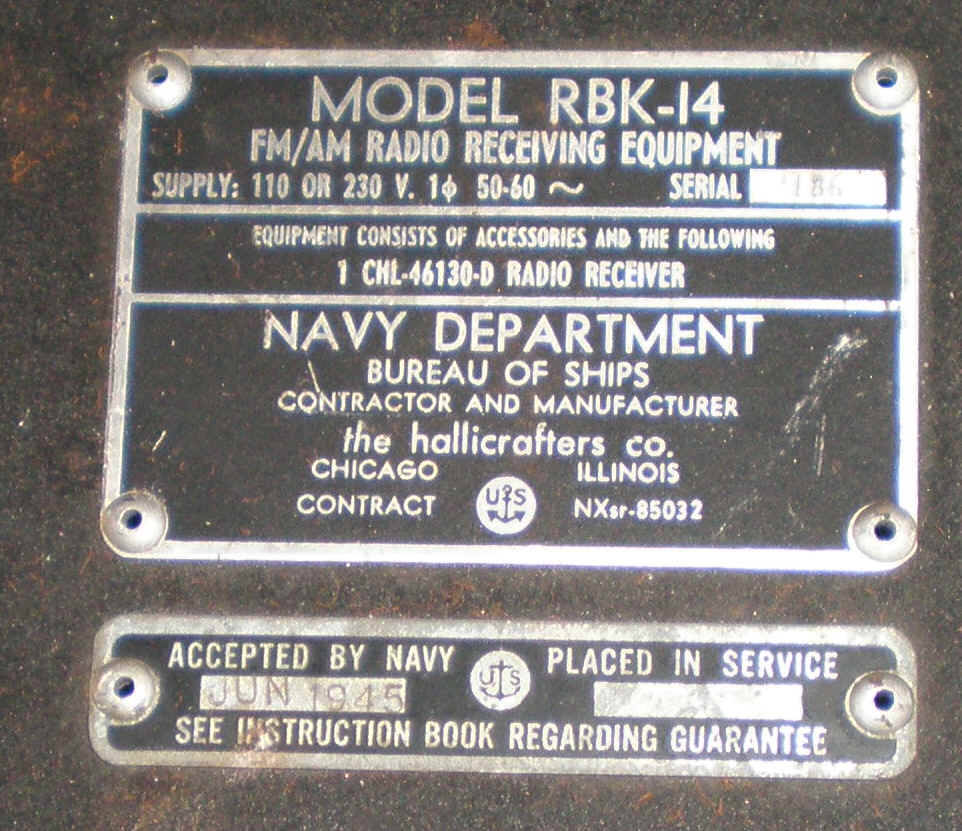 MODEL RBK-14
FM/AM RADIO RECEIVING EQUIPMENT
SUPPLY: 110 OR 230 V. 1ϕ 50-60 ~ SERIAL
EQUIPMENT CONSISTS OF ACCESSORIES AND THE FOLLOWING
1 CHL-46130-D RADIO RECEIVER
NAVY DEPARTMENT
BUREAU OF SHIPS
CONTRACTOR AND MANUFACTURER
the hallicrafters co.
CHICAGO ILLINOIS
CONTRACT US NXsr-85032
ACCEPTED BY NAVY US PLACED IN SERVICE
JUN 1945
SEE INSTRUCTION BOOK REGARDING GUARANTEE